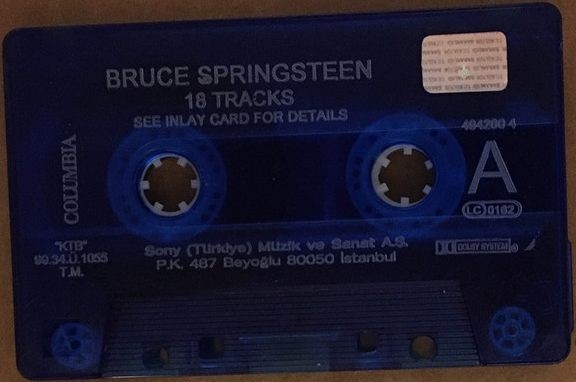 BRUCE SPRINGSTEEN
18 TRACKS
SEE INLAY CARD FOR DETAILS
494200 4
COLUMBIA
A
LC 0162
"KTB"
99.34.Ü.1055
T.M.
Sony (Türkiye) Müzik ve Sanat A.Ş.
P.K. 487 Beyoğlu 80050 İstanbul
DOLBY SYSTEM
A